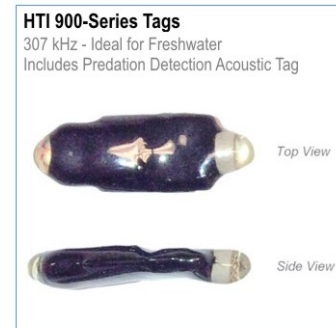 HTI 900-Series Tags
307 kHz - Ideal for Freshwater
Includes Predation Detection Acoustic Tag
Top View
Side View